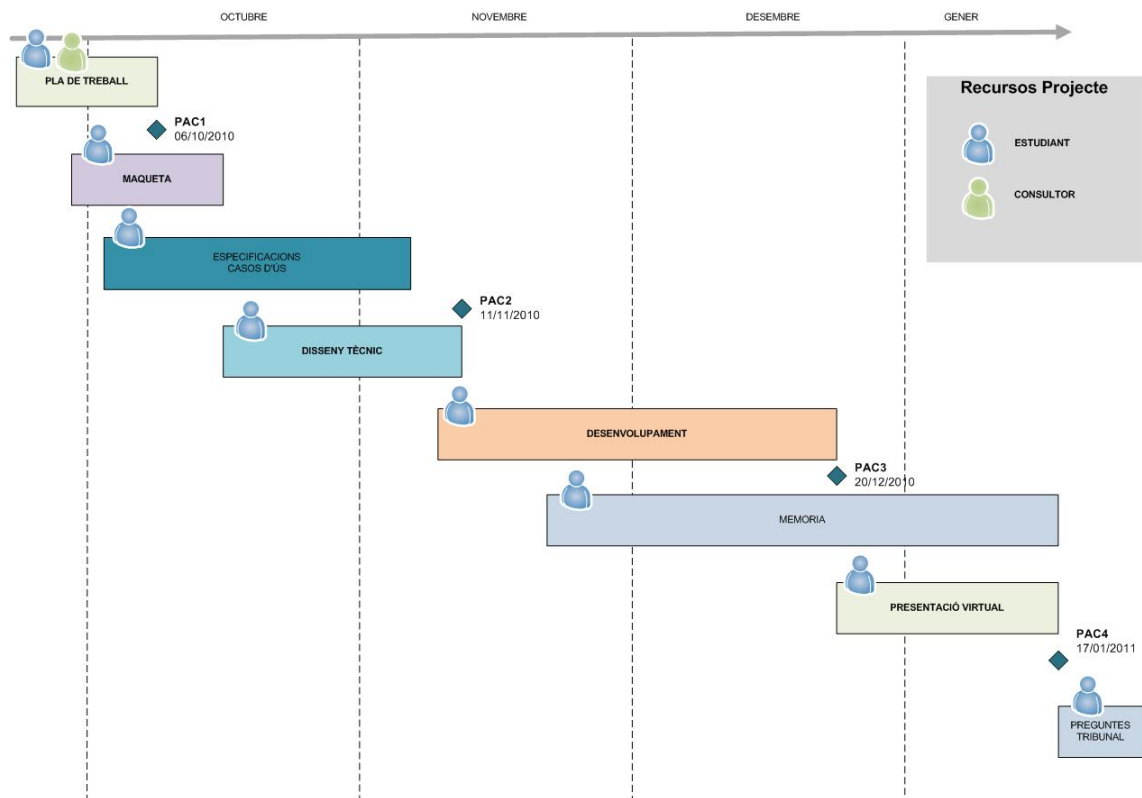 OCTUBRE
NOVEMBRE
DESEMBRE
GENER
PLA DE TREBALL
Recursos Projecte
PAC1
06/10/2010
ESTUDIANT
MAQUETA
CONSULTOR
ESPECIFICACIONS
CASOS D'ÚS
PAC2
11/11/2010
DISSENY TÈCNIC
DESENVOLUPAMENT
PAC3
20/12/2010
MEMORIA
PRESENTACIÓ VIRTUAL
PAC4
17/01/2011
PREGUNTES
TRIBUNAL